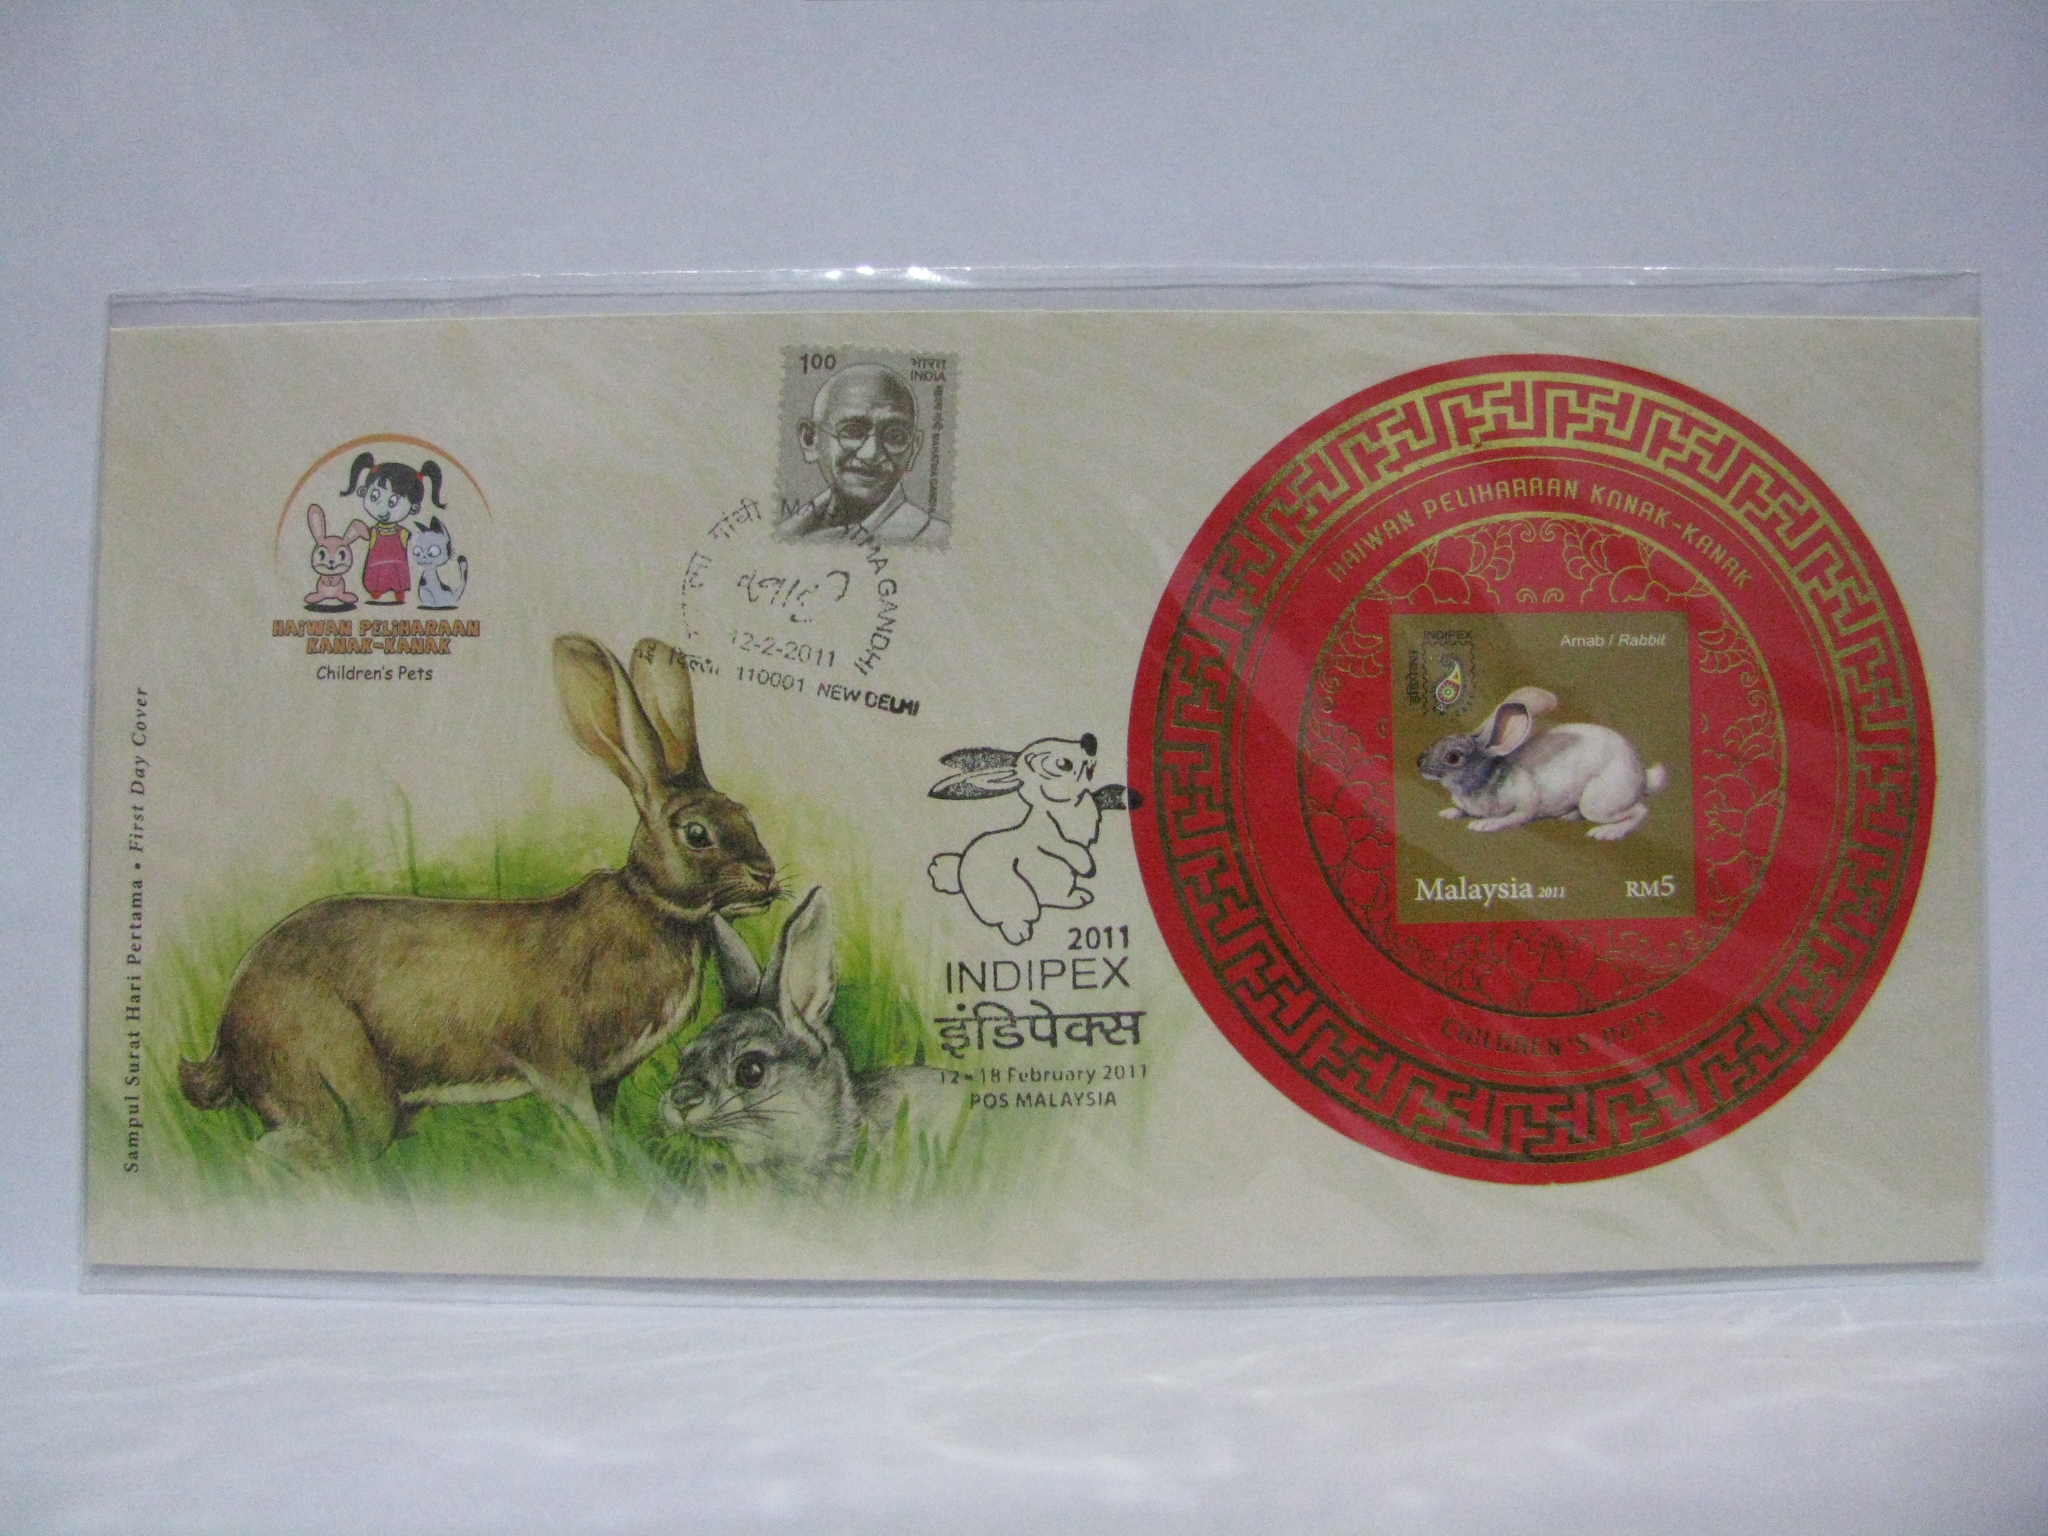 HAIWAN PELIHARAAN
KANAK-KANAK
Children's Pets
Sampul Surat Hari Pertama • First Day Cover
1.00
भारत
INDIA
MAHATMA GANDHI
गांधी MAHATMA GANDHI
12-2-2011
110001 NEW DELHI
2011
INDIPEX
इंडिपेक्स
12 - 18 February 2011
POS MALAYSIA
HAIWAN PELIHARAAN KANAK-KANAK
INDIPEX
Arnab / Rabbit
Malaysia 2011
RM5
CHILDREN'S PETS